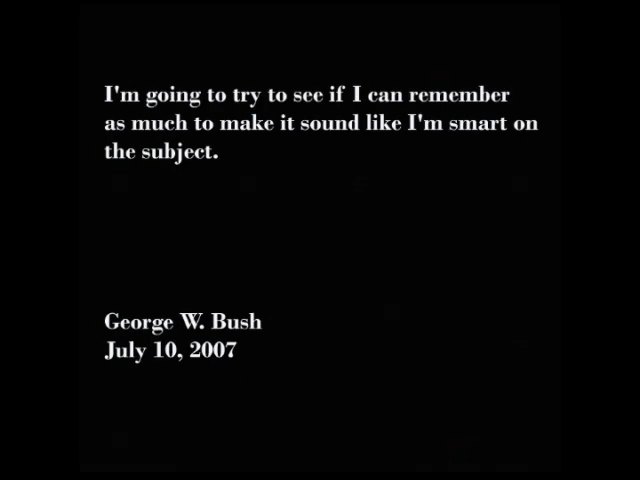 I'm going to try to see if I can remember
as much to make it sound like I'm smart on
the subject.
George W. Bush
July 10, 2007